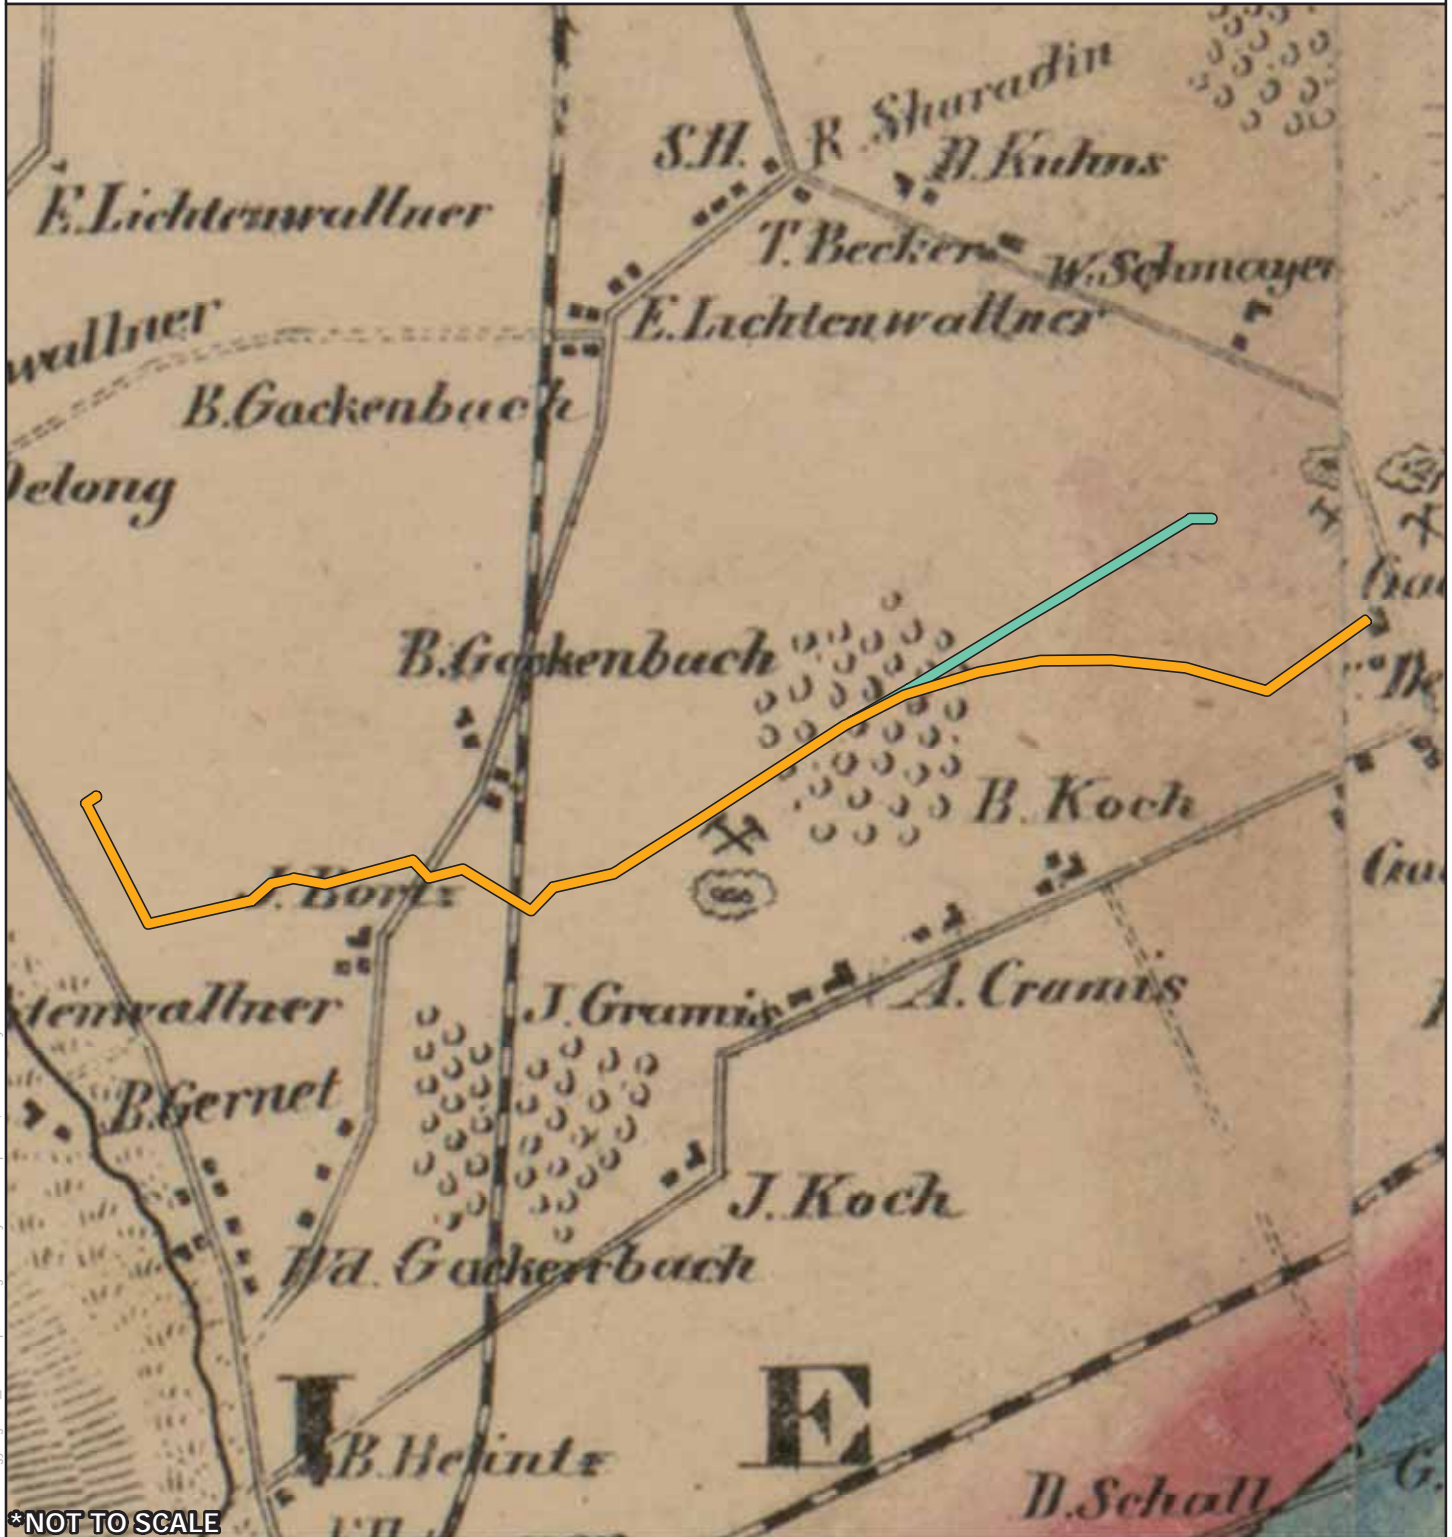 R. Sharadin
S.H.
D. Kuhns
E. Lichtenwallner
T. Becker
W. Schmoyer
E. Lichtenwallner
wallner
B. Gackenbach
Delong
B. Gackenbach
B. Koch
J. Bortz
A. Cramis
tenwallner
J. Gramis
B. Gernet
J. Koch
Wd. Gackenbach
I E
B. Heintz
D. Schall
G.
*NOT TO SCALE